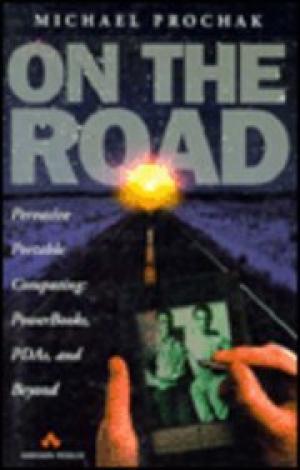 MICHAEL PROCHAK
ON THE
ROAD
Pervasive
Portable
Computing:
PowerBooks,
PDAs, and
Beyond